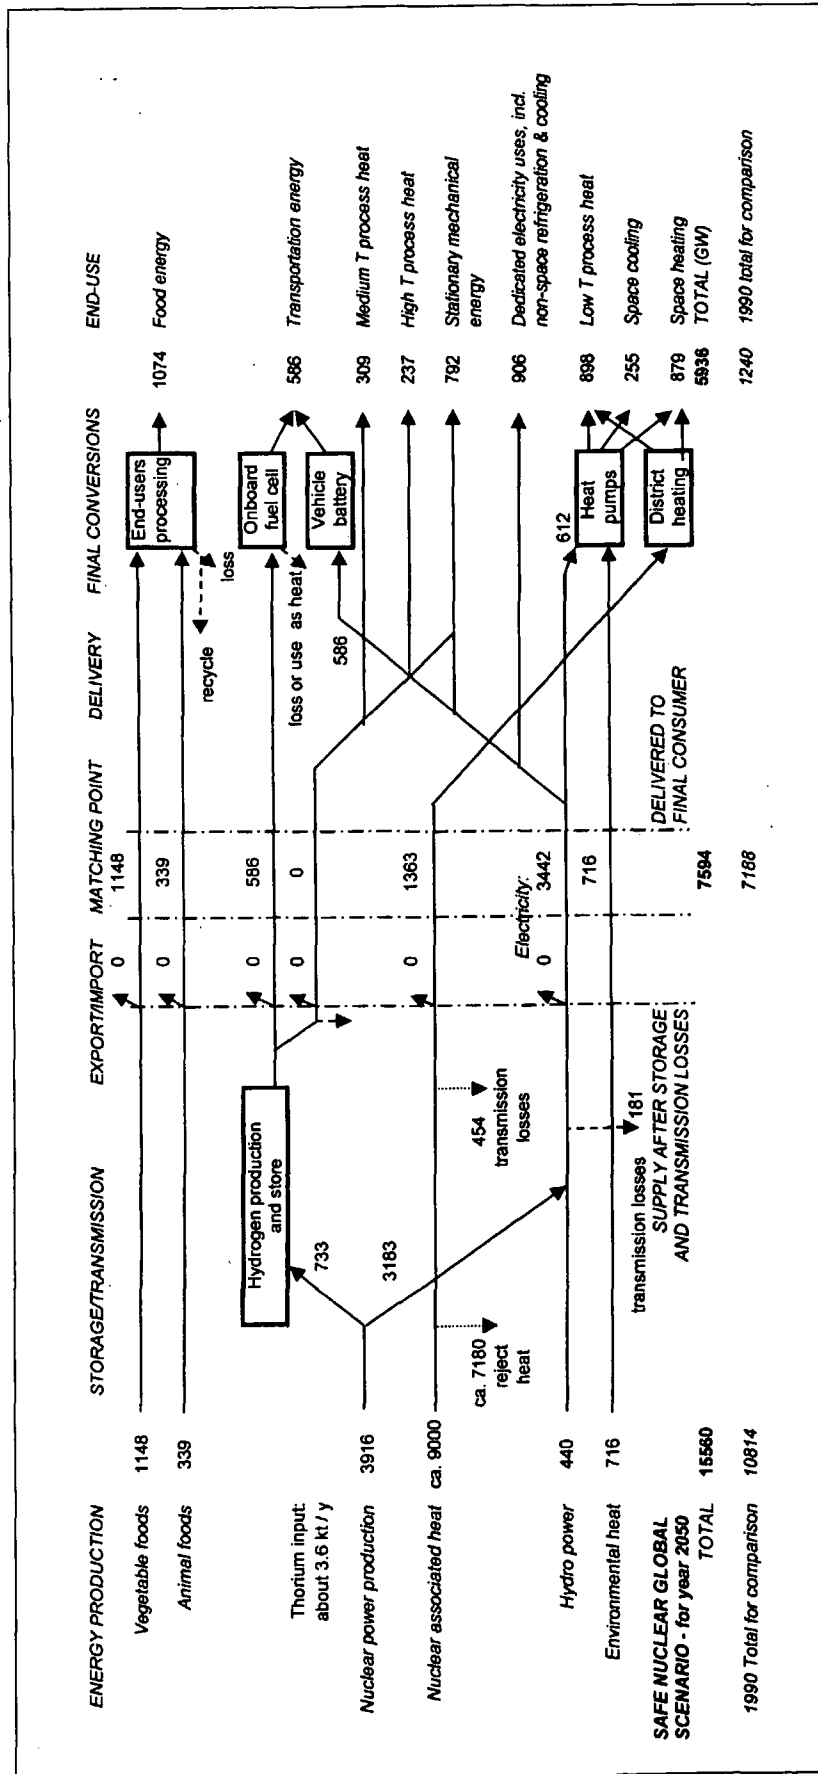 ENERGY PRODUCTION
STORAGE/TRANSMISSION
EXPORT/IMPORT
MATCHING POINT
DELIVERY
FINAL CONVERSIONS
END-USE
Vegetable foods
1148
0
1148
End-users
processing
1074
Food energy
Animal foods
339
0
339
recycle
loss
Hydrogen production
and store
0
586
Onboard
fuel cell
Thorium input:
about 3.6 kt / y
733
0
0
loss or use as heat
Vehicle
battery
586
Transportation energy
586
Nuclear power production
3916
3183
309
Medium T process heat
237
High T process heat
Nuclear associated heat
ca. 9000
0
1363
792
Stationary mechanical
energy
ca. 7180
reject
heat
454
transmission
losses
Electricity:
906
Dedicated electricity uses, incl.
non-space refrigeration & cooling
Hydro power
440
0
3442
612
Heat
pumps
898
Low T process heat
Environmental heat
716
716
255
Space cooling
transmission losses
181
District
heating
879
Space heating
SAFE NUCLEAR GLOBAL
SCENARIO - for year 2050
SUPPLY AFTER STORAGE
AND TRANSMISSION LOSSES
DELIVERED TO
FINAL CONSUMER
TOTAL
15560
7594
5936
TOTAL (GW)
1990 Total for comparison
10814
7188
1240
1990 total for comparison